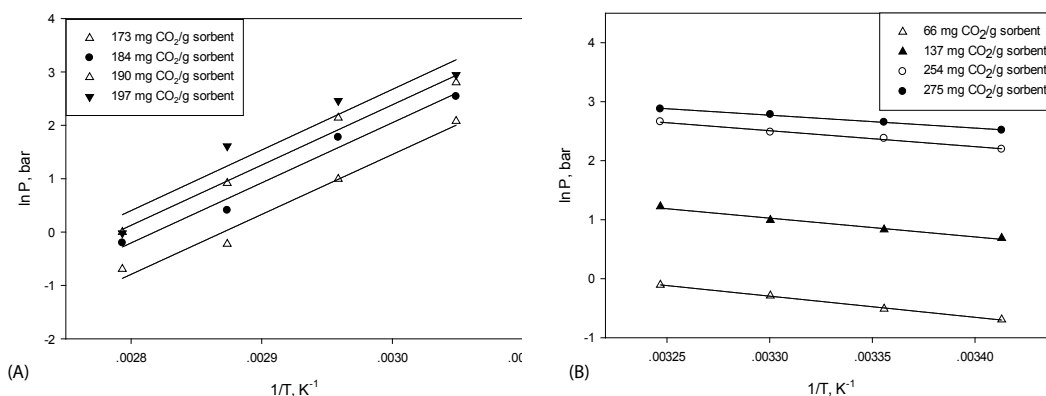 4
3
2
1
0
-1
-2
ln P, bar
173 mg CO₂/g sorbent
184 mg CO₂/g sorbent
190 mg CO₂/g sorbent
197 mg CO₂/g sorbent
.0028 .0029 .0030 .00
1/T, K⁻¹
(A)
4
3
2
1
0
-1
ln P, bar
66 mg CO₂/g sorbent
137 mg CO₂/g sorbent
254 mg CO₂/g sorbent
275 mg CO₂/g sorbent
.00325 .00330 .00335 .00340
1/T, K⁻¹
(B)